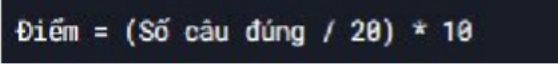 Điểm = (Số câu đúng / 20) * 10